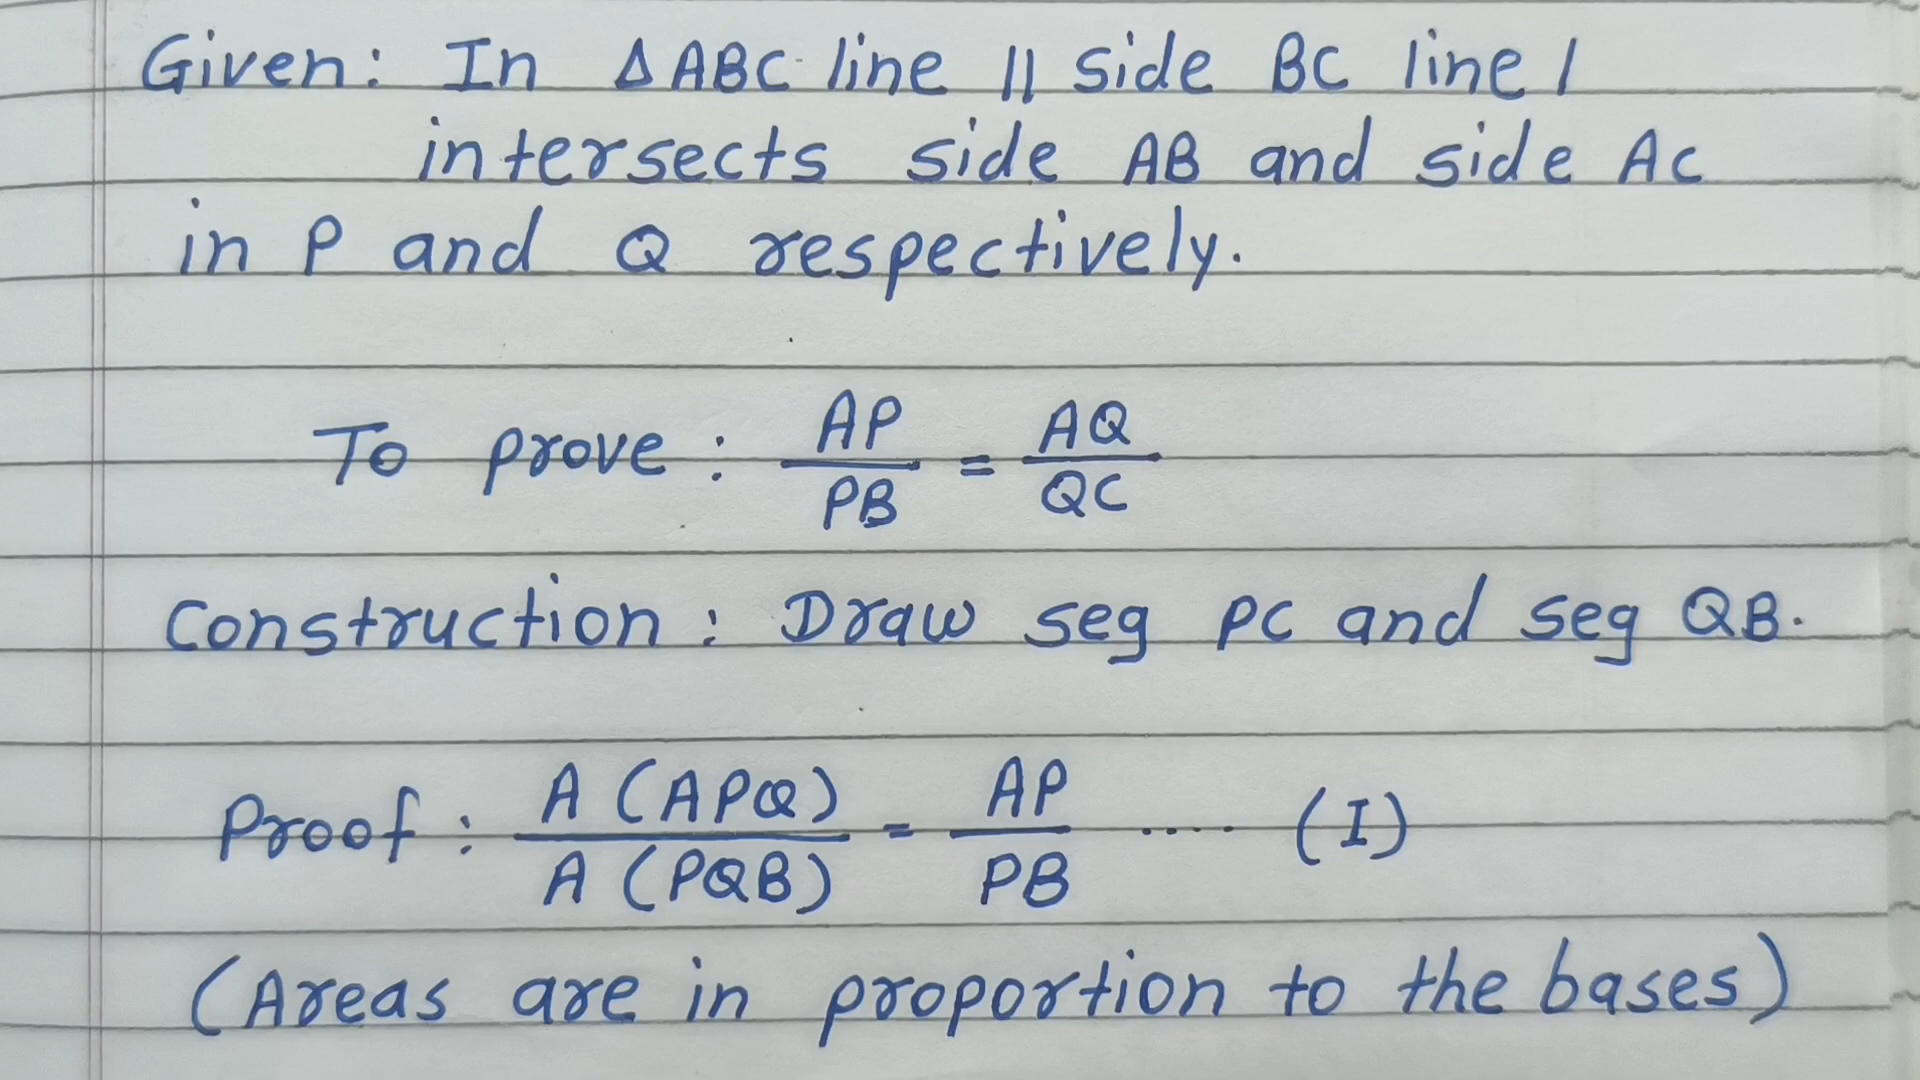 Given: In ΔABC line || side BC line l
intersects side AB and side AC
in P and Q respectively.
To prove : AP/PB = AQ/QC
Construction : Draw seg PC and seg QB.
Proof : A (APQ)/A (PQB) = AP/PB .... (I)
(Areas are in proportion to the bases)